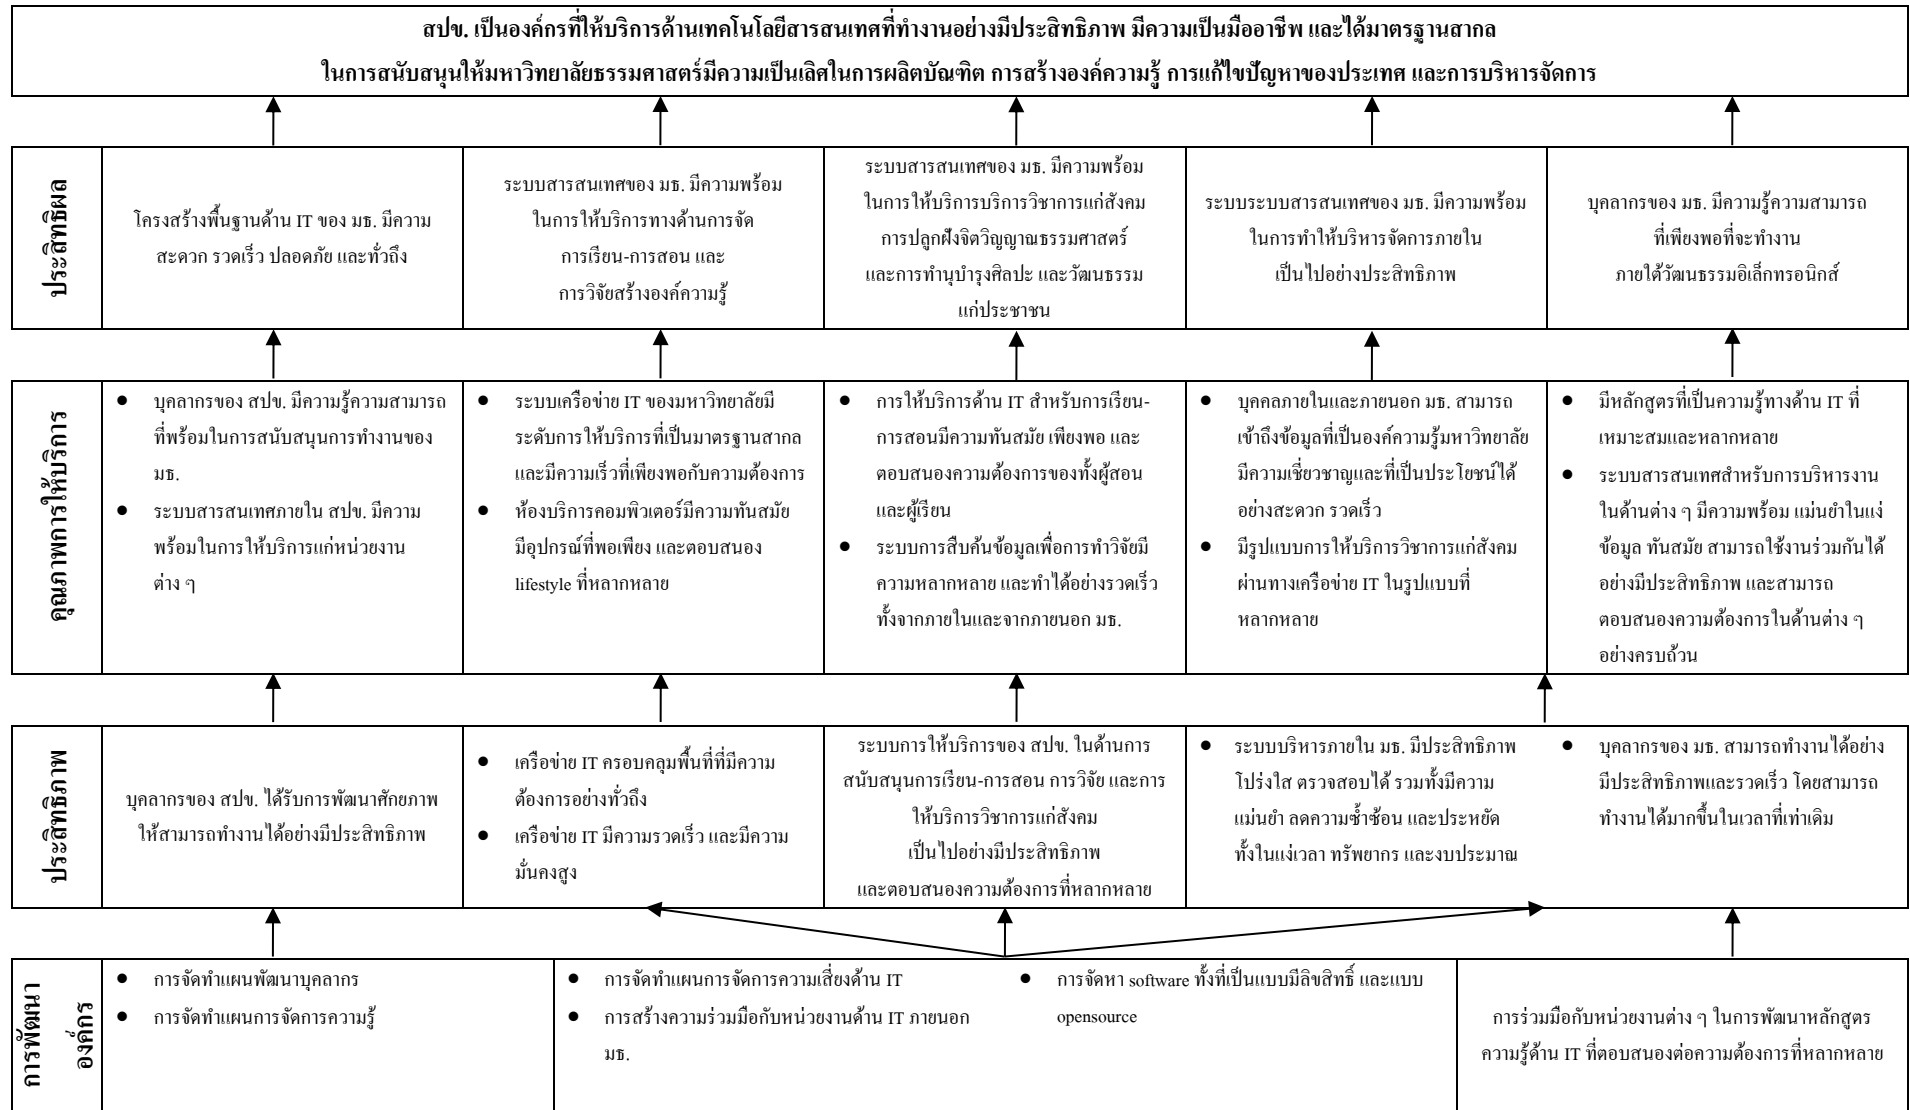 สปข. เป็นองค์กรที่ให้บริการด้านเทคโนโลยีสารสนเทศที่ทำงานอย่างมีประสิทธิภาพ มีความเป็นมืออาชีพ และได้มาตรฐานสากล
ในการสนับสนุนให้มหาวิทยาลัยธรรมศาสตร์มีความเป็นเลิศในการผลิตบัณฑิต การสร้างองค์ความรู้ การแก้ไขปัญหาของประเทศ และการบริหารจัดการ
ประสิทธิผล
โครงสร้างพื้นฐานด้าน IT ของ มธ. มีความ
สะดวก รวดเร็ว ปลอดภัย และทั่วถึง
ระบบสารสนเทศของ มธ. มีความพร้อม
ในการให้บริการทางด้านการจัด
การเรียน-การสอน และ
การวิจัยสร้างองค์ความรู้
ระบบสารสนเทศของ มธ. มีความพร้อม
ในการให้บริการบริการวิชาการแก่สังคม
การปลูกฝังจิตวิญญาณธรรมศาสตร์
และการทำนุบำรุงศิลปะ และวัฒนธรรม
แก่ประชาชน
ระบบระบบสารสนเทศของ มธ. มีความพร้อม
ในการทำให้บริหารจัดการภายใน
เป็นไปอย่างประสิทธิภาพ
บุคลากรของ มธ. มีความรู้ความสามารถ
ที่เพียงพอที่จะทำงาน
ภายใต้วัฒนธรรมอิเล็กทรอนิกส์
คุณภาพการให้บริการ
● บุคลากรของ สปข. มีความรู้ความสามารถ
ที่พร้อมในการสนับสนุนการทำงานของ
มธ.
● ระบบสารสนเทศภายใน สปข. มีความ
พร้อมในการให้บริการแก่หน่วยงาน
ต่าง ๆ
● ระบบเครือข่าย IT ของมหาวิทยาลัยมี
ระดับการให้บริการที่เป็นมาตรฐานสากล
และมีความเร็วที่เพียงพอกับความต้องการ
● ห้องบริการคอมพิวเตอร์มีความทันสมัย
มีอุปกรณ์ที่พอเพียง และตอบสนอง
lifestyle ที่หลากหลาย
● การให้บริการด้าน IT สำหรับการเรียน-
การสอนมีความทันสมัย เพียงพอ และ
ตอบสนองความต้องการของทั้งผู้สอน
และผู้เรียน
● ระบบการสืบค้นข้อมูลเพื่อการทำวิจัยมี
ความหลากหลาย และทำได้อย่างรวดเร็ว
ทั้งจากภายในและจากภายนอก มธ.
● บุคคลภายในและภายนอก มธ. สามารถ
เข้าถึงข้อมูลที่เป็นองค์ความรู้มหาวิทยาลัย
มีความเชี่ยวชาญและที่เป็นประโยชน์ได้
อย่างสะดวก รวดเร็ว
● มีรูปแบบการให้บริการวิชาการแก่สังคม
ผ่านทางเครือข่าย IT ในรูปแบบที่
หลากหลาย
● มีหลักสูตรที่เป็นความรู้ทางด้าน IT ที่
เหมาะสมและหลากหลาย
● ระบบสารสนเทศสำหรับการบริหารงาน
ในด้านต่าง ๆ มีความพร้อม แม่นยำในแง่
ข้อมูล ทันสมัย สามารถใช้งานร่วมกันได้
อย่างมีประสิทธิภาพ และสามารถ
ตอบสนองความต้องการในด้านต่าง ๆ
อย่างครบถ้วน
ประสิทธิภาพ
บุคลากรของ สปข. ได้รับการพัฒนาศักยภาพ
ให้สามารถทำงานได้อย่างมีประสิทธิภาพ
● เครือข่าย IT ครอบคลุมพื้นที่ที่มีความ
ต้องการอย่างทั่วถึง
● เครือข่าย IT มีความรวดเร็ว และมีความ
มั่นคงสูง
ระบบการให้บริการของ สปข. ในด้านการ
สนับสนุนการเรียน-การสอน การวิจัย และการ
ให้บริการวิชาการแก่สังคม
เป็นไปอย่างมีประสิทธิภาพ
และตอบสนองความต้องการที่หลากหลาย
● ระบบบริหารภายใน มธ. มีประสิทธิภาพ
โปร่งใส ตรวจสอบได้ รวมทั้งมีความ
แม่นยำ ลดความซ้ำซ้อน และประหยัด
ทั้งในแง่เวลา ทรัพยากร และงบประมาณ
● บุคลากรของ มธ. สามารถทำงานได้อย่าง
มีประสิทธิภาพและรวดเร็ว โดยสามารถ
ทำงานได้มากขึ้นในเวลาที่เท่าเดิม
การพัฒนา
องค์กร
● การจัดทำแผนพัฒนาบุคลากร
● การจัดทำแผนการจัดการความรู้
● การจัดทำแผนการจัดการความเสี่ยงด้าน IT
● การสร้างความร่วมมือกับหน่วยงานด้าน IT ภายนอก
มธ.
● การจัดหา software ทั้งที่เป็นแบบมีลิขสิทธิ์ และแบบ
opensource
การร่วมมือกับหน่วยงานต่าง ๆ ในการพัฒนาหลักสูตร
ความรู้ด้าน IT ที่ตอบสนองต่อความต้องการที่หลากหลาย